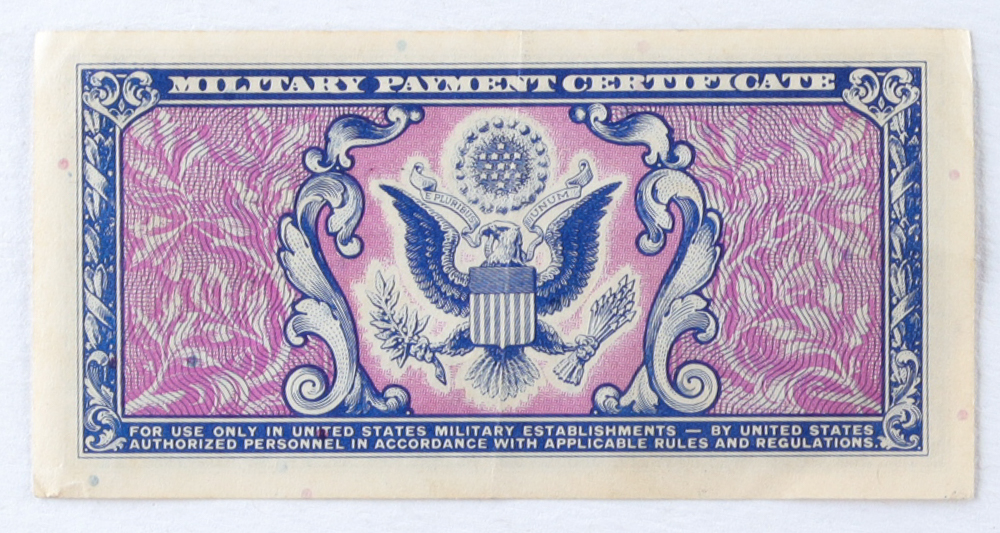 MILITARY PAYMENT CERTIFICATE
E PLURIBUS UNUM
FOR USE ONLY IN UNITED STATES MILITARY ESTABLISHMENTS — BY UNITED STATES
AUTHORIZED PERSONNEL IN ACCORDANCE WITH APPLICABLE RULES AND REGULATIONS.